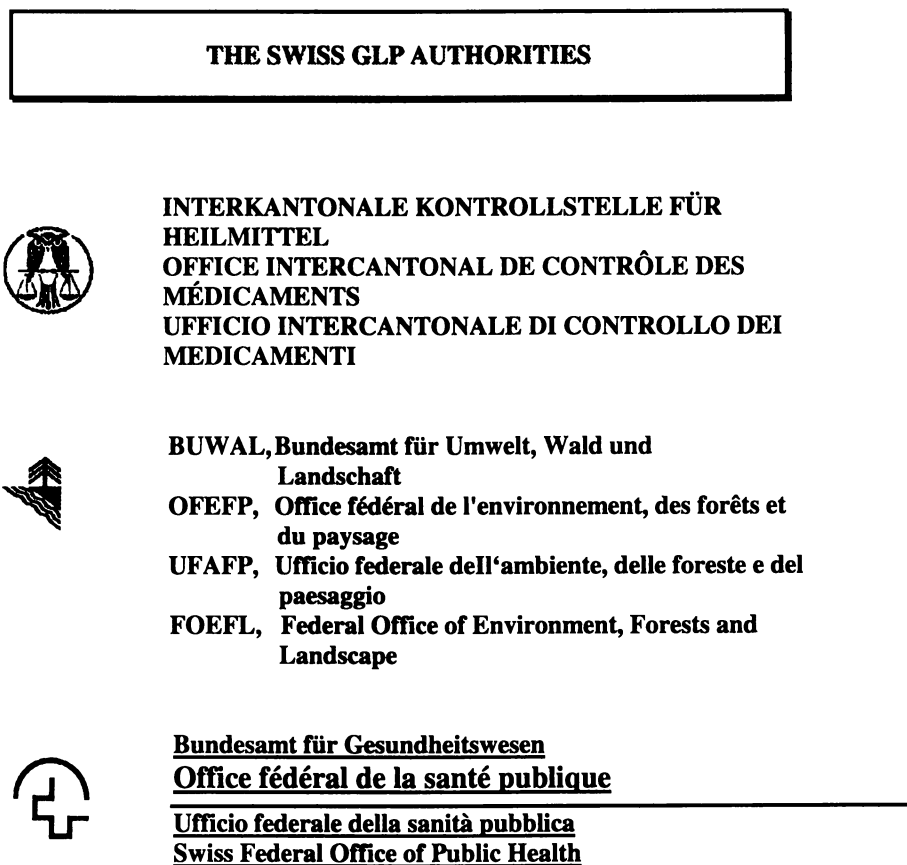 THE SWISS GLP AUTHORITIES
INTERKANTONALE KONTROLLSTELLE FÜR
HEILMITTEL
OFFICE INTERCANTONAL DE CONTRÔLE DES
MÉDICAMENTS
UFFICIO INTERCANTONALE DI CONTROLLO DEI
MEDICAMENTI
BUWAL, Bundesamt für Umwelt, Wald und
Landschaft
OFEFP, Office fédéral de l'environnement, des forêts et
du paysage
UFAFP, Ufficio federale deIl‘ambiente, delle foreste e del
paesaggio
FOEFL, Federal Office of Environment, Forests and
Landscape
Bundesamt für Gesundheitswesen
Office fédéral de la santé publique
Ufficio federale della sanità pubblica
Swiss Federal Office of Public Health